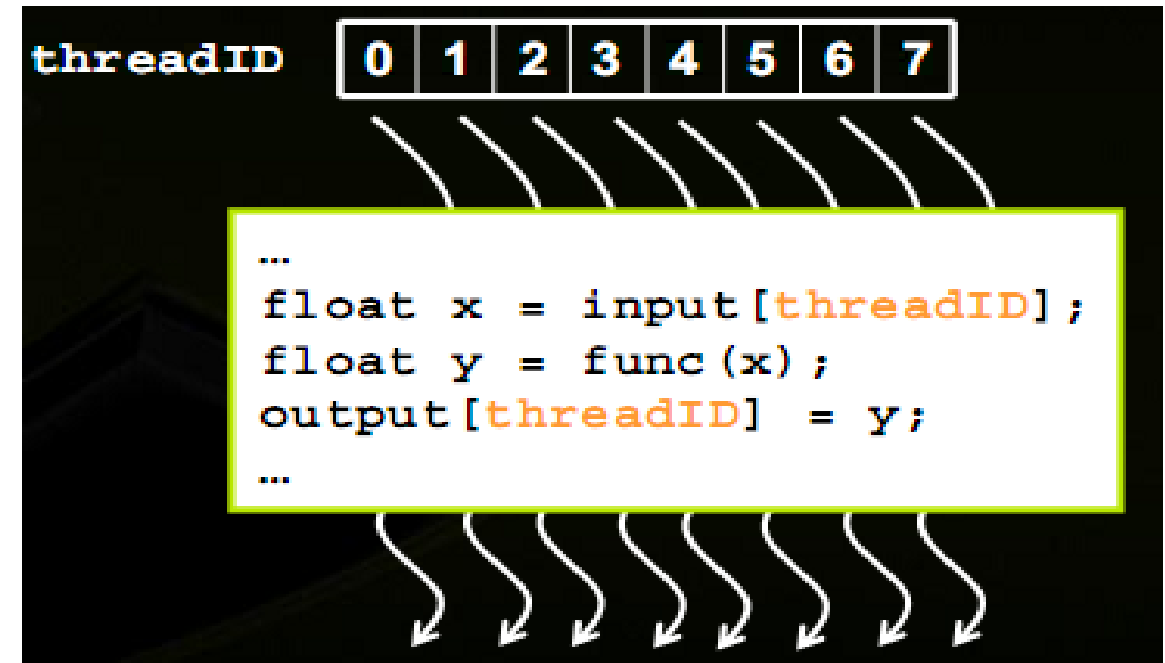 threadID 0 1 2 3 4 5 6 7
…
float x = input[threadID];
float y = func(x);
output[threadID] = y;
…